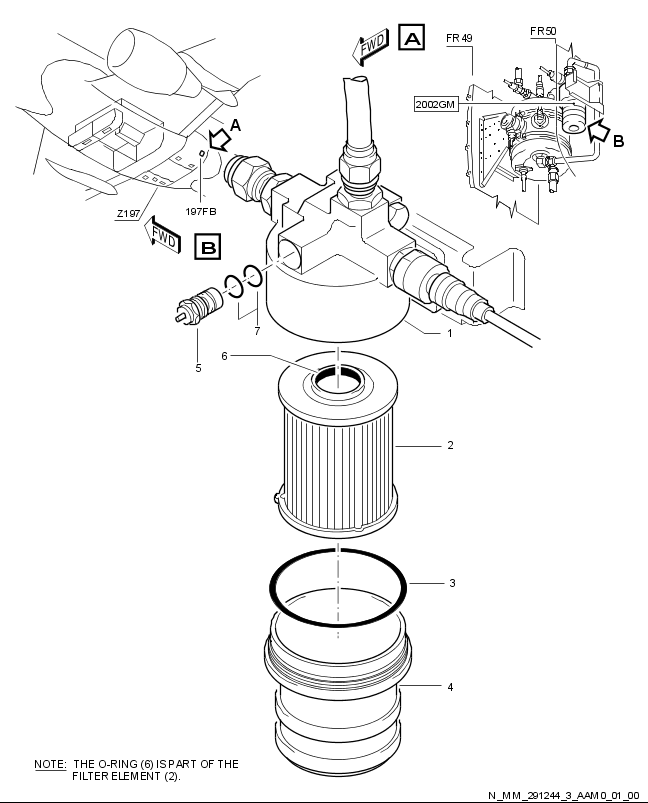 FWD A
FR49
FR50
2002GM
A
B
Z197
197FB
FWD B
7
1
5
6
2
3
4
NOTE: THE O-RING (6) IS PART OF THE
FILTER ELEMENT (2).
N_MM_291244_3_AAM0_01_00